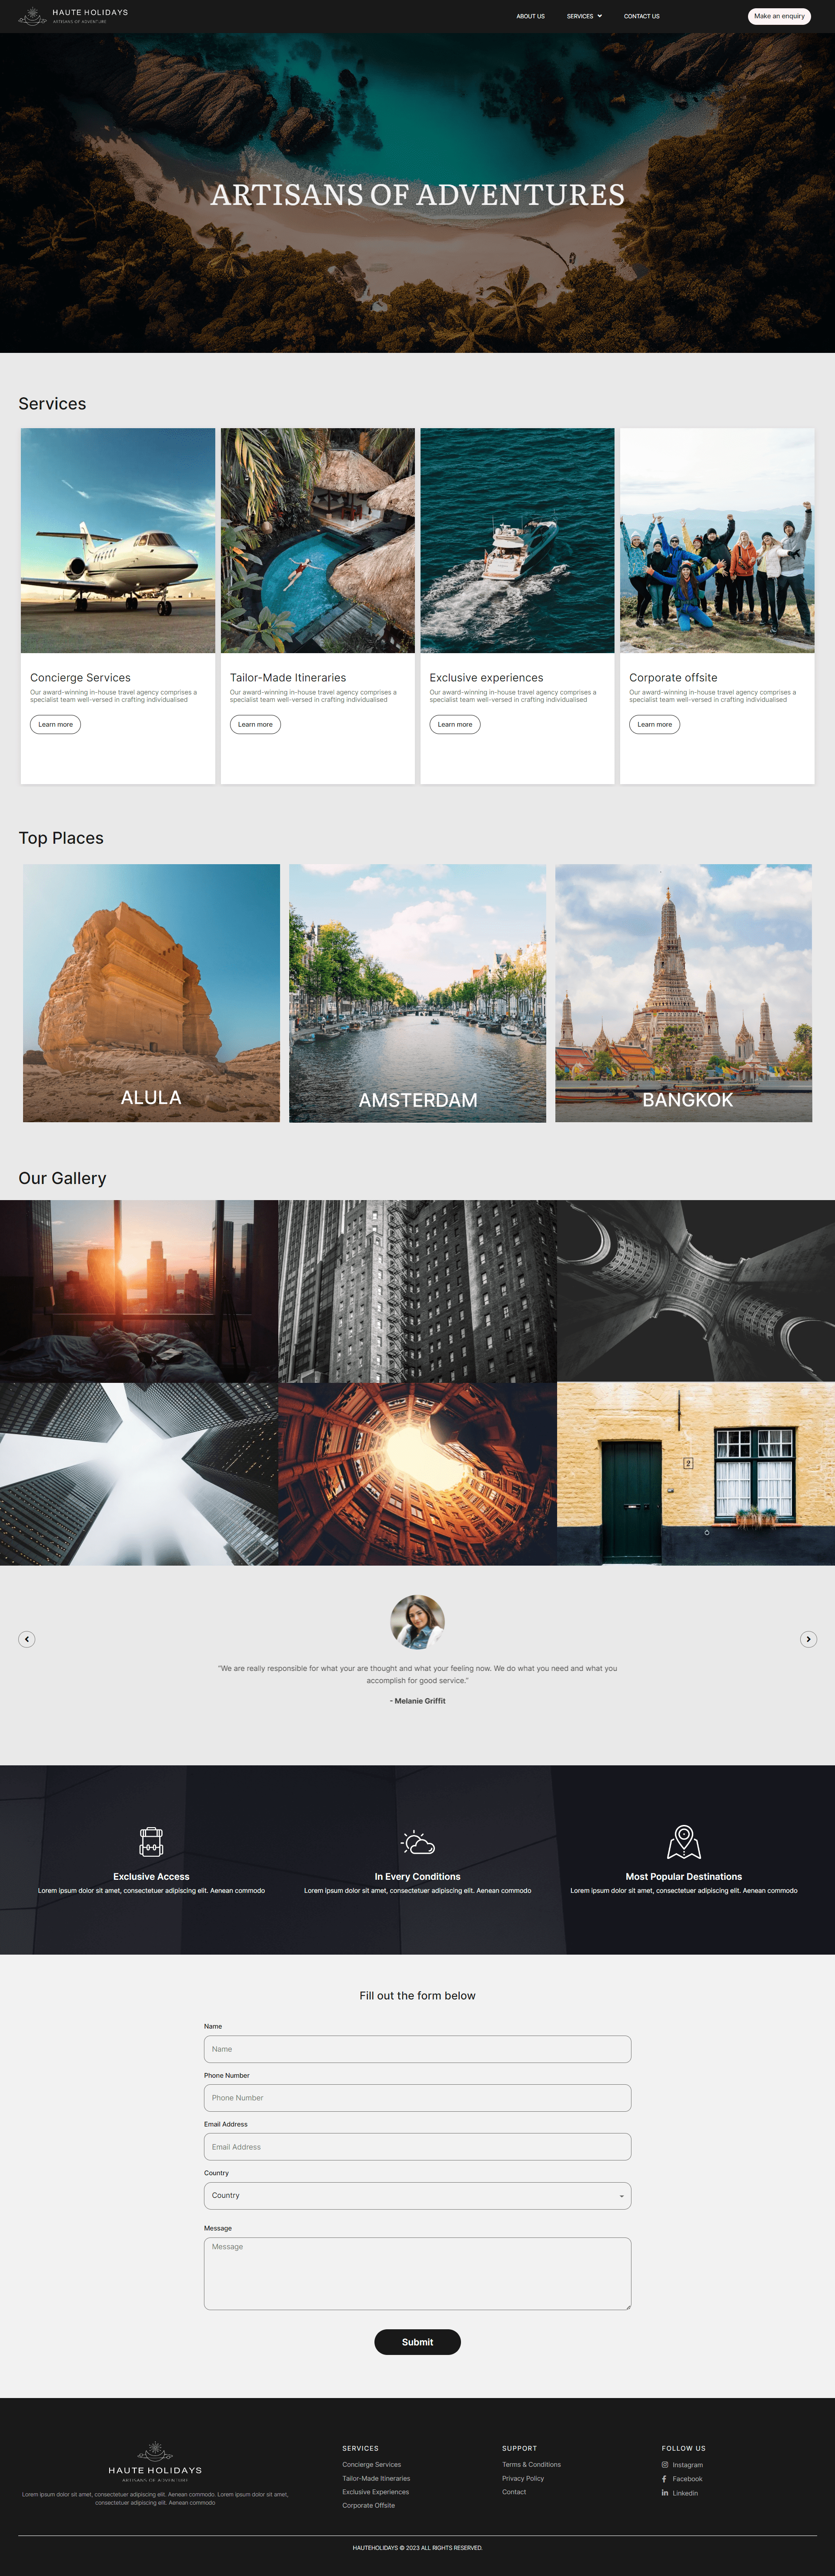 HAUTE HOLIDAYS
ARTISANS OF ADVENTURE
ABOUT US
SERVICES
CONTACT US
Make an enquiry
ARTISANS OF ADVENTURES
Services
Concierge Services
Our award-winning in-house travel agency comprises a
specialist team well-versed in crafting individualised
Learn more
Tailor-Made Itineraries
Our award-winning in-house travel agency comprises a
specialist team well-versed in crafting individualised
Learn more
Exclusive experiences
Our award-winning in-house travel agency comprises a
specialist team well-versed in crafting individualised
Learn more
Corporate offsite
Our award-winning in-house travel agency comprises a
specialist team well-versed in crafting individualised
Learn more
Top Places
ALULA
AMSTERDAM
BANGKOK
Our Gallery
2
"We are really responsible for what your are thought and what your feeling now. We do what you need and what you
accomplish for good service."
- Melanie Griffit
Exclusive Access
Lorem ipsum dolor sit amet, consectetuer adipiscing elit. Aenean commodo
In Every Conditions
Lorem ipsum dolor sit amet, consectetuer adipiscing elit. Aenean commodo
Most Popular Destinations
Lorem ipsum dolor sit amet, consectetuer adipiscing elit. Aenean commodo
Fill out the form below
Name
Name
Phone Number
Phone Number
Email Address
Email Address
Country
Country
Message
Message
Submit
HAUTE HOLIDAYS
ARTISANS OF ADVENTURE
Lorem ipsum dolor sit amet, consectetuer adipiscing elit. Aenean commodo. Lorem ipsum dolor sit amet,
consectetuer adipiscing elit. Aenean commodo
SERVICES
Concierge Services
Tailor-Made Itineraries
Exclusive Experiences
Corporate Offsite
SUPPORT
Terms & Conditions
Privacy Policy
Contact
FOLLOW US
Instagram
Facebook
Linkedin
HAUTEHOLIDAYS © 2023 ALL RIGHTS RESERVED.